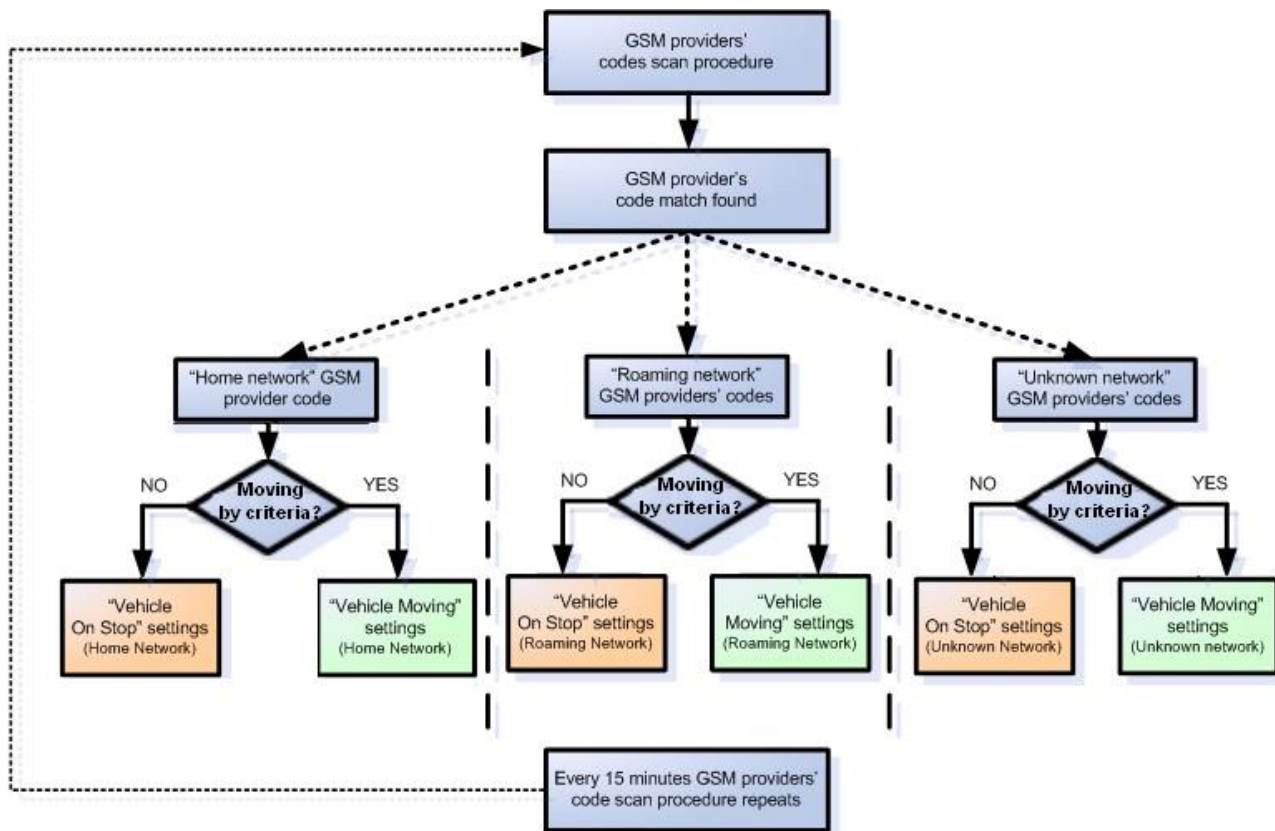 GSM providers'
codes scan procedure
GSM provider's
code match found
“Home network” GSM
provider code
“Roaming network”
GSM providers' codes
“Unknown network”
GSM providers' codes
NO
Moving
by criteria?
YES
NO
Moving
by criteria?
YES
NO
Moving
by criteria?
YES
“Vehicle
On Stop” settings
(Home Network)
“Vehicle Moving”
settings
(Home Network)
“Vehicle
On Stop” settings
(Roaming Network)
“Vehicle
Moving” settings
(Roaming Network)
“Vehicle
On Stop” settings
(Unknown Network)
“Vehicle Moving”
settings
(Unknown network)
Every 15 minutes GSM providers'
code scan procedure repeats